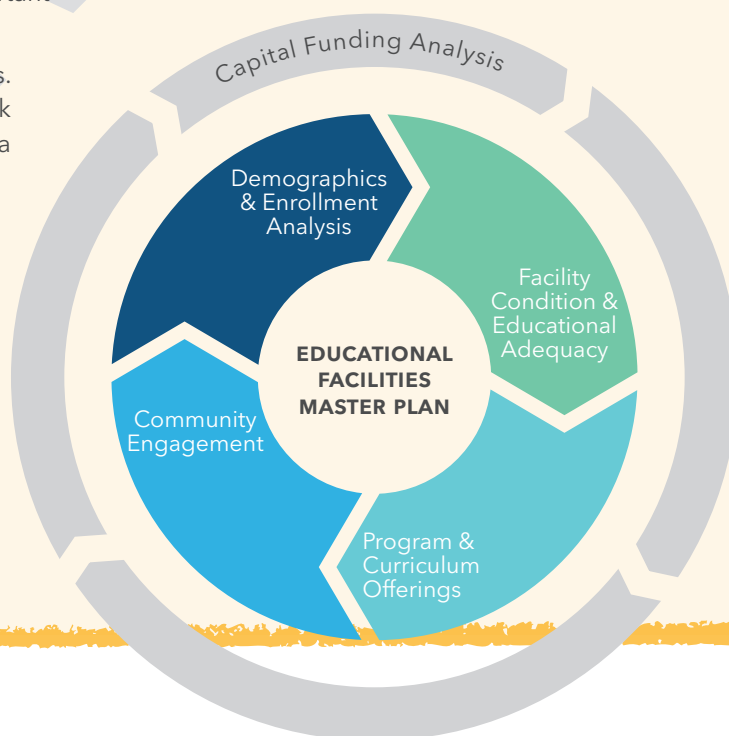 s.
k
a
Capital Funding Analysis
Demographics
& Enrollment
Analysis
Facility
Condition &
Educational
Adequacy
EDUCATIONAL
FACILITIES
MASTER PLAN
Community
Engagement
Program &
Curriculum
Offerings